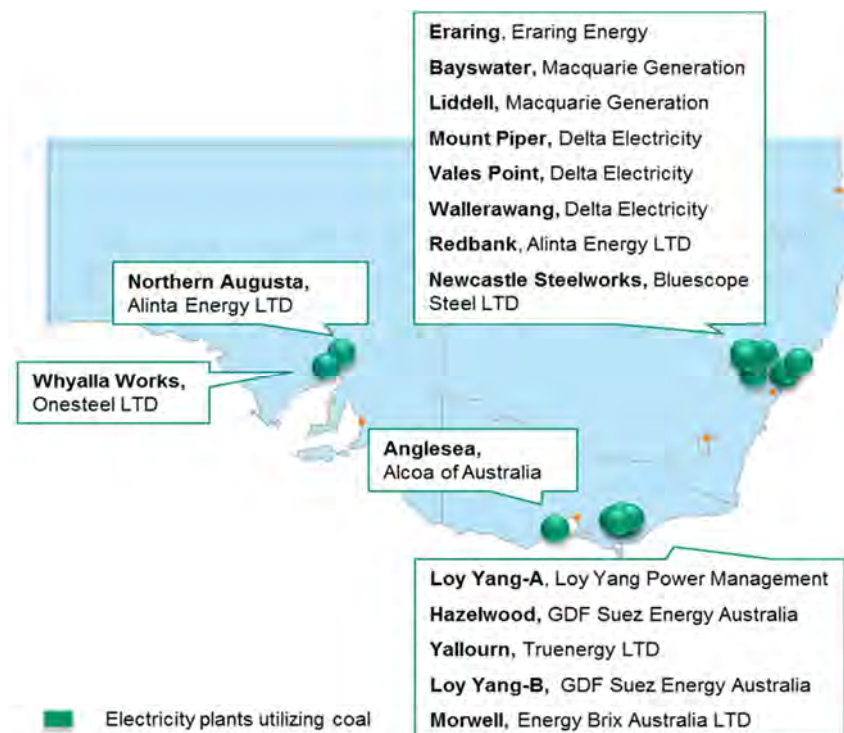 Eraring, Eraring Energy
Bayswater, Macquarie Generation
Liddell, Macquarie Generation
Mount Piper, Delta Electricity
Vales Point, Delta Electricity
Wallerawang, Delta Electricity
Redbank, Alinta Energy LTD
Newcastle Steelworks, Bluescope
Steel LTD
Northern Augusta,
Alinta Energy LTD
Whyalla Works,
Onesteel LTD
Anglesea,
Alcoa of Australia
Loy Yang-A, Loy Yang Power Management
Hazelwood, GDF Suez Energy Australia
Yallourn, Truenergy LTD
Loy Yang-B, GDF Suez Energy Australia
Morwell, Energy Brix Australia LTD
Electricity plants utilizing coal